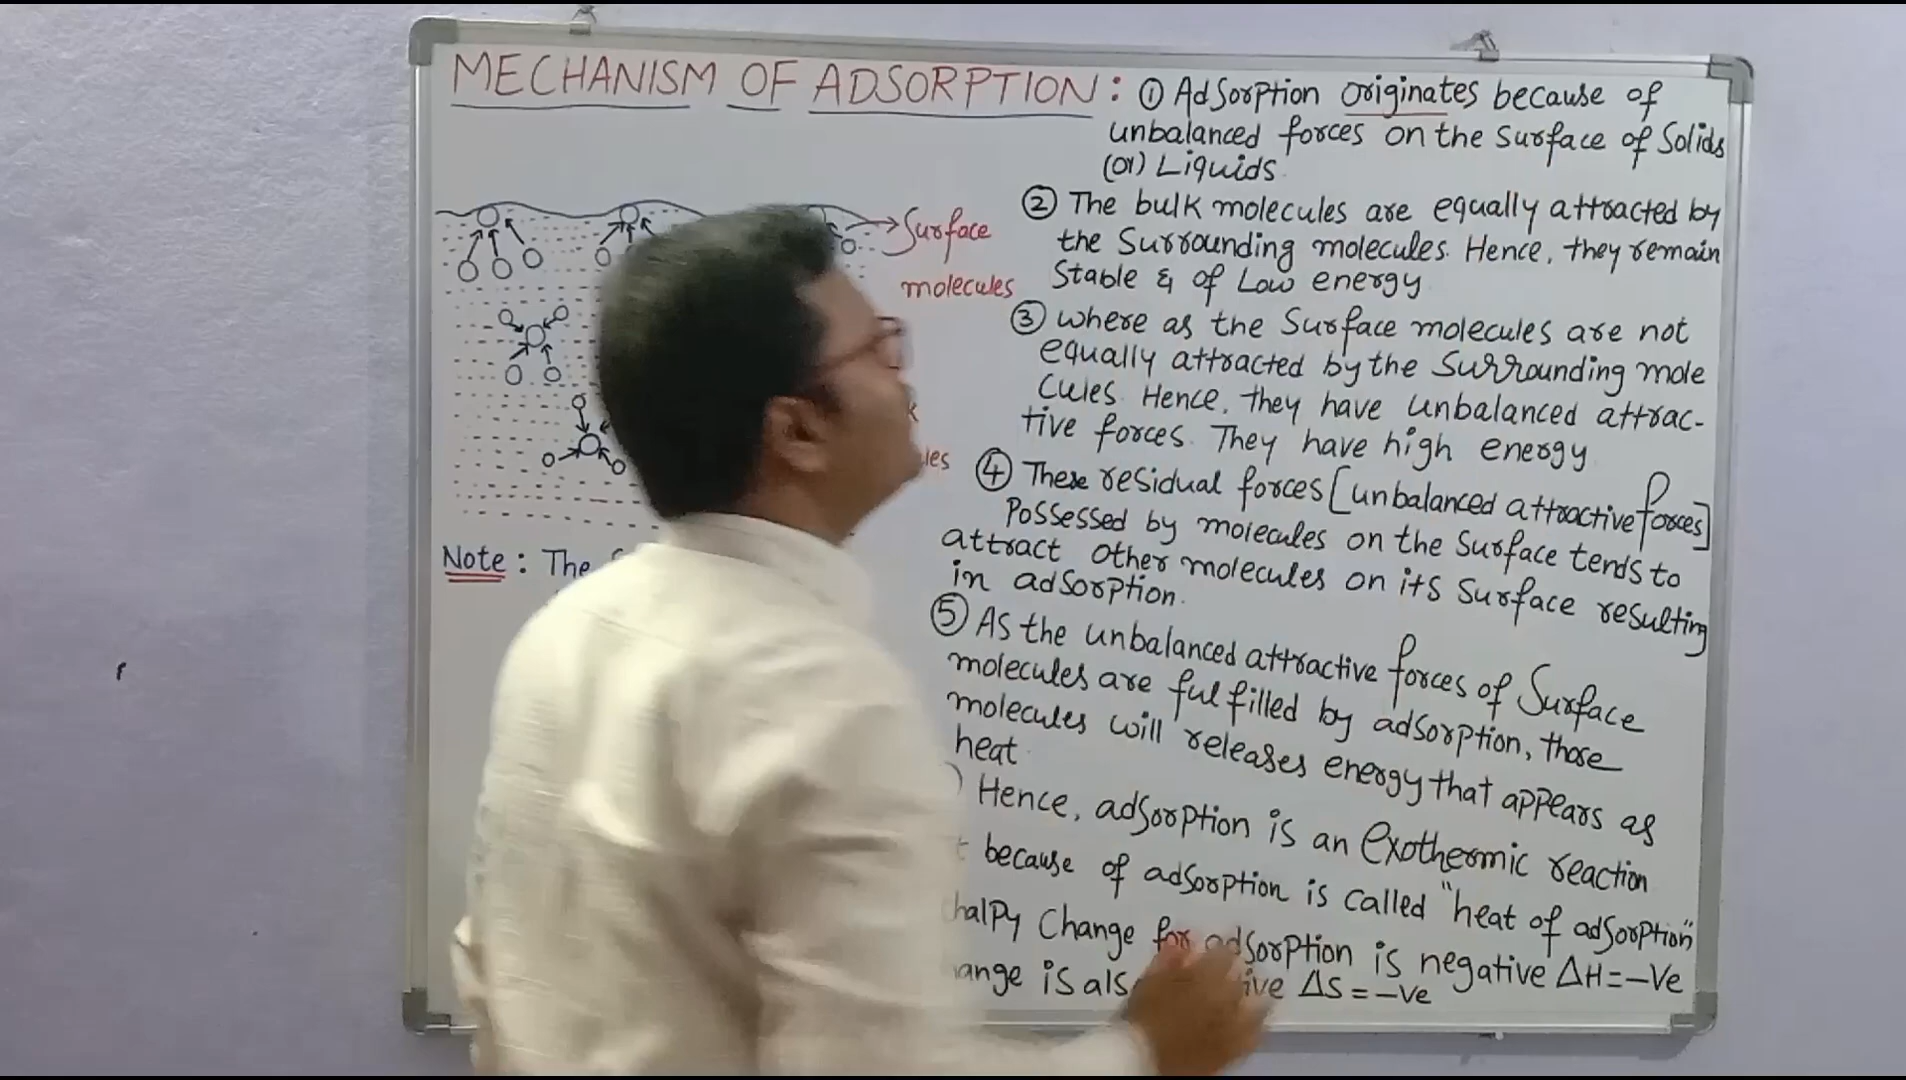 MECHANISM OF ADSORPTION : ① Adsorption originates because of
unbalanced forces on the surface of Solids
(or) Liquids.
Surface
molecules
② The bulk molecules are equally attracted by
the Surrounding molecules. Hence, they remain
Stable & of Low energy
③ where as the Surface molecules are not
equally attracted by the Surrounding mole
cules. Hence, they have unbalanced attrac-
tive forces. They have high energy
④ These residual forces [unbalanced attractive forces]
Possessed by molecules on the Surface tends to
attract other molecules on its surface resulting
in adsorption.
Note : The
⑤ As the unbalanced attractive forces of Surface
molecules are fulfilled by adsorption, those
molecules will releases energy that appears as
heat.
Hence, adsorption is an Exothermic reaction
because of adsorption is called "heat of adsorption"
Change for adsorption is negative ΔH = -Ve
is ΔS = -ve